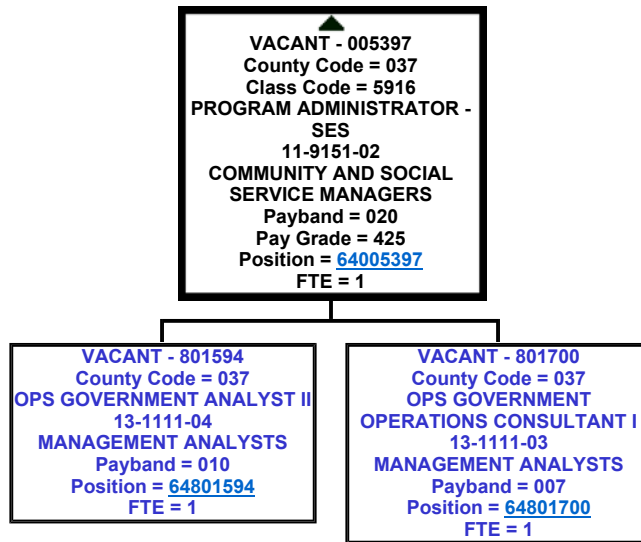 VACANT - 005397
County Code = 037
Class Code = 5916
PROGRAM ADMINISTRATOR -
SES
11-9151-02
COMMUNITY AND SOCIAL
SERVICE MANAGERS
Payband = 020
Pay Grade = 425
Position = 64005397
FTE = 1
VACANT - 801594
County Code = 037
OPS GOVERNMENT ANALYST II
13-1111-04
MANAGEMENT ANALYSTS
Payband = 010
Position = 64801594
FTE = 1
VACANT - 801700
County Code = 037
OPS GOVERNMENT
OPERATIONS CONSULTANT I
13-1111-03
MANAGEMENT ANALYSTS
Payband = 007
Position = 64801700
FTE = 1